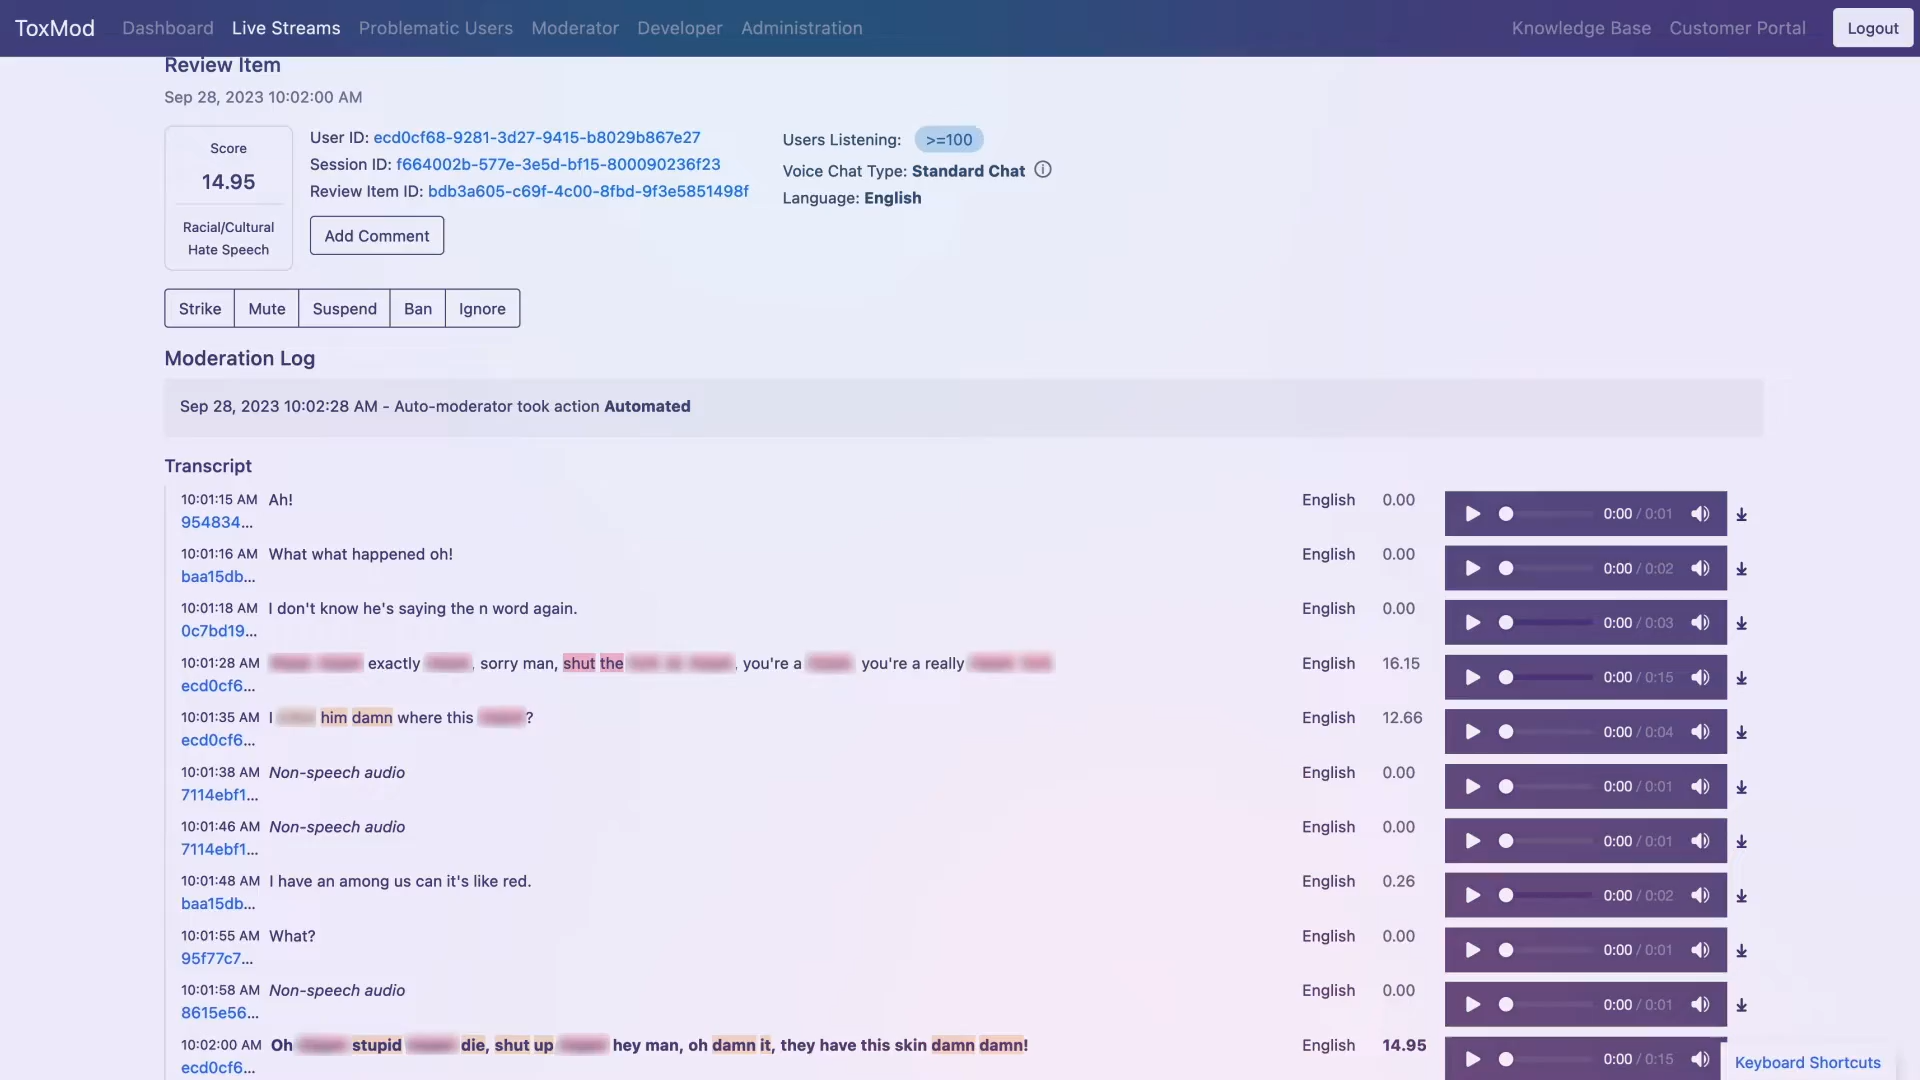 ToxMod Dashboard Live Streams Problematic Users Moderator Developer Administration Knowledge Base Customer Portal Logout
Review Item
Sep 28, 2023 10:02:00 AM
Score
14.95
Racial/Cultural
Hate Speech
User ID: ecd0cf68-9281-3d27-9415-b8029b867e27
Session ID: f664002b-577e-3e5d-bf15-800090236f23
Review Item ID: bdb3a605-c69f-4c00-8fbd-9f3e5851498f
Add Comment
Users Listening: >=100
Voice Chat Type: Standard Chat
Language: English
Strike Mute Suspend Ban Ignore
Moderation Log
Sep 28, 2023 10:02:28 AM - Auto-moderator took action Automated
Transcript
10:01:15 AM Ah! English 0.00 0:00 / 0:01
954834...
10:01:16 AM What what happened oh! English 0.00 0:00 / 0:02
baa15db...
10:01:18 AM I don't know he's saying the n word again. English 0.00 0:00 / 0:03
0c7bd19...
10:01:28 AM exactly , sorry man, shut the , you're a you're a really English 16.15 0:00 / 0:15
ecd0cf6...
10:01:35 AM I him damn where this ? English 12.66 0:00 / 0:04
ecd0cf6...
10:01:38 AM Non-speech audio English 0.00 0:00 / 0:01
7114ebf1...
10:01:46 AM Non-speech audio English 0.00 0:00 / 0:01
7114ebf1...
10:01:48 AM I have an among us can it's like red. English 0.26 0:00 / 0:02
baa15db...
10:01:55 AM What? English 0.00 0:00 / 0:01
95f77c7...
10:01:58 AM Non-speech audio English 0.00 0:00 / 0:01
8615e56...
10:02:00 AM Oh stupid die, shut up hey man, oh damn it, they have this skin damn damn! English 14.95 0:00 / 0:15
ecd0cf6...
Keyboard Shortcuts